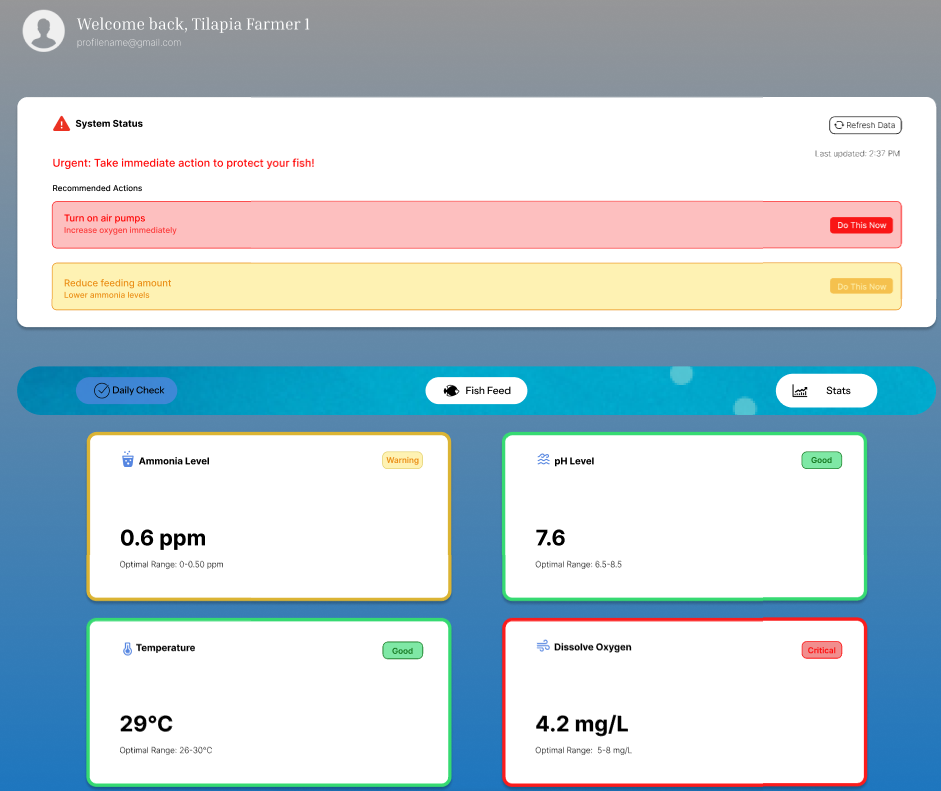 Welcome back, Tilapia Farmer 1
profilename@gmail.com
System Status
Refresh Data
Last updated: 2:37 PM
Urgent: Take immediate action to protect your fish!
Recommended Actions
Turn on air pumps
Increase oxygen immediately
Do This Now
Reduce feeding amount
Lower ammonia levels
Do This Now
Daily Check
Fish Feed
Stats
Ammonia Level
Warning
0.6 ppm
Optimal Range: 0-0.50 ppm
pH Level
Good
7.6
Optimal Range: 6.5-8.5
Temperature
Good
29°C
Optimal Range: 26-30°C
Dissolve Oxygen
Critical
4.2 mg/L
Optimal Range: 5-8 mg/L